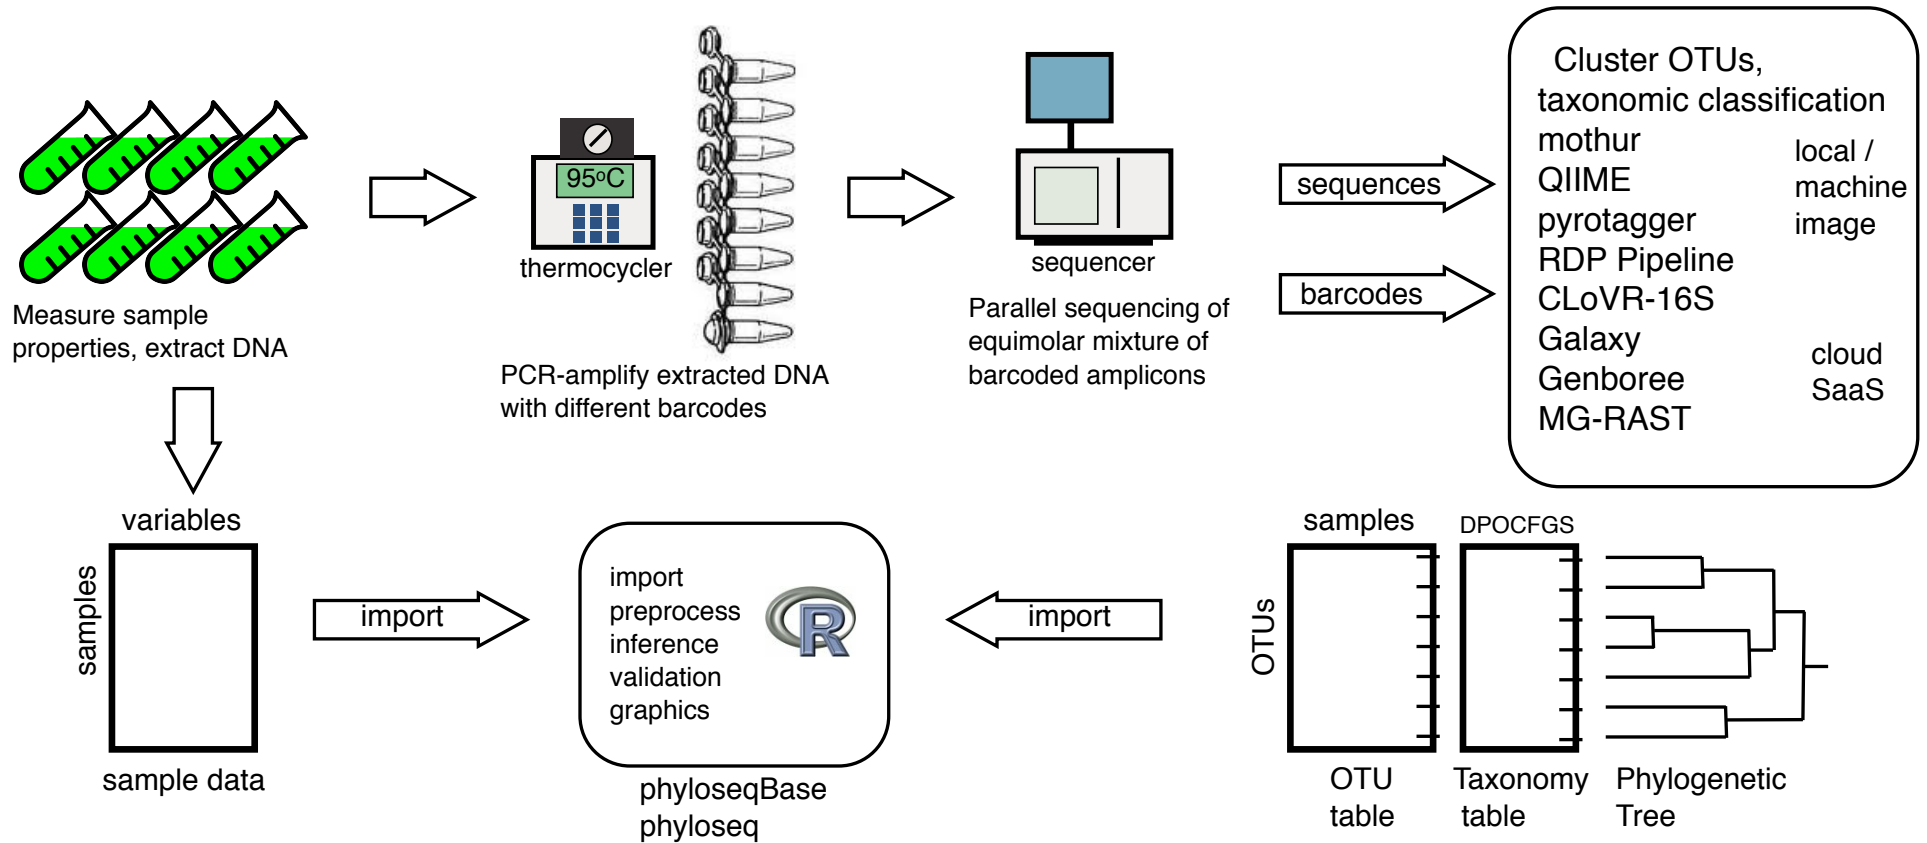 Measure sample
properties, extract DNA
95oC
thermocycler
PCR-amplify extracted DNA
with different barcodes
sequencer
Parallel sequencing of
equimolar mixture of
barcoded amplicons
sequences
barcodes
Cluster OTUs,
taxonomic classification
mothur
QIIME
pyrotagger
RDP Pipeline
CLoVR-16S
Galaxy
Genboree
MG-RAST
local /
machine
image
cloud
SaaS
variables
samples
sample data
import
import
preprocess
inference
validation
graphics
R
phyloseqBase
phyloseq
import
samples
OTUs
OTU
table
DPOCFGS
Taxonomy
table
Phylogenetic
Tree